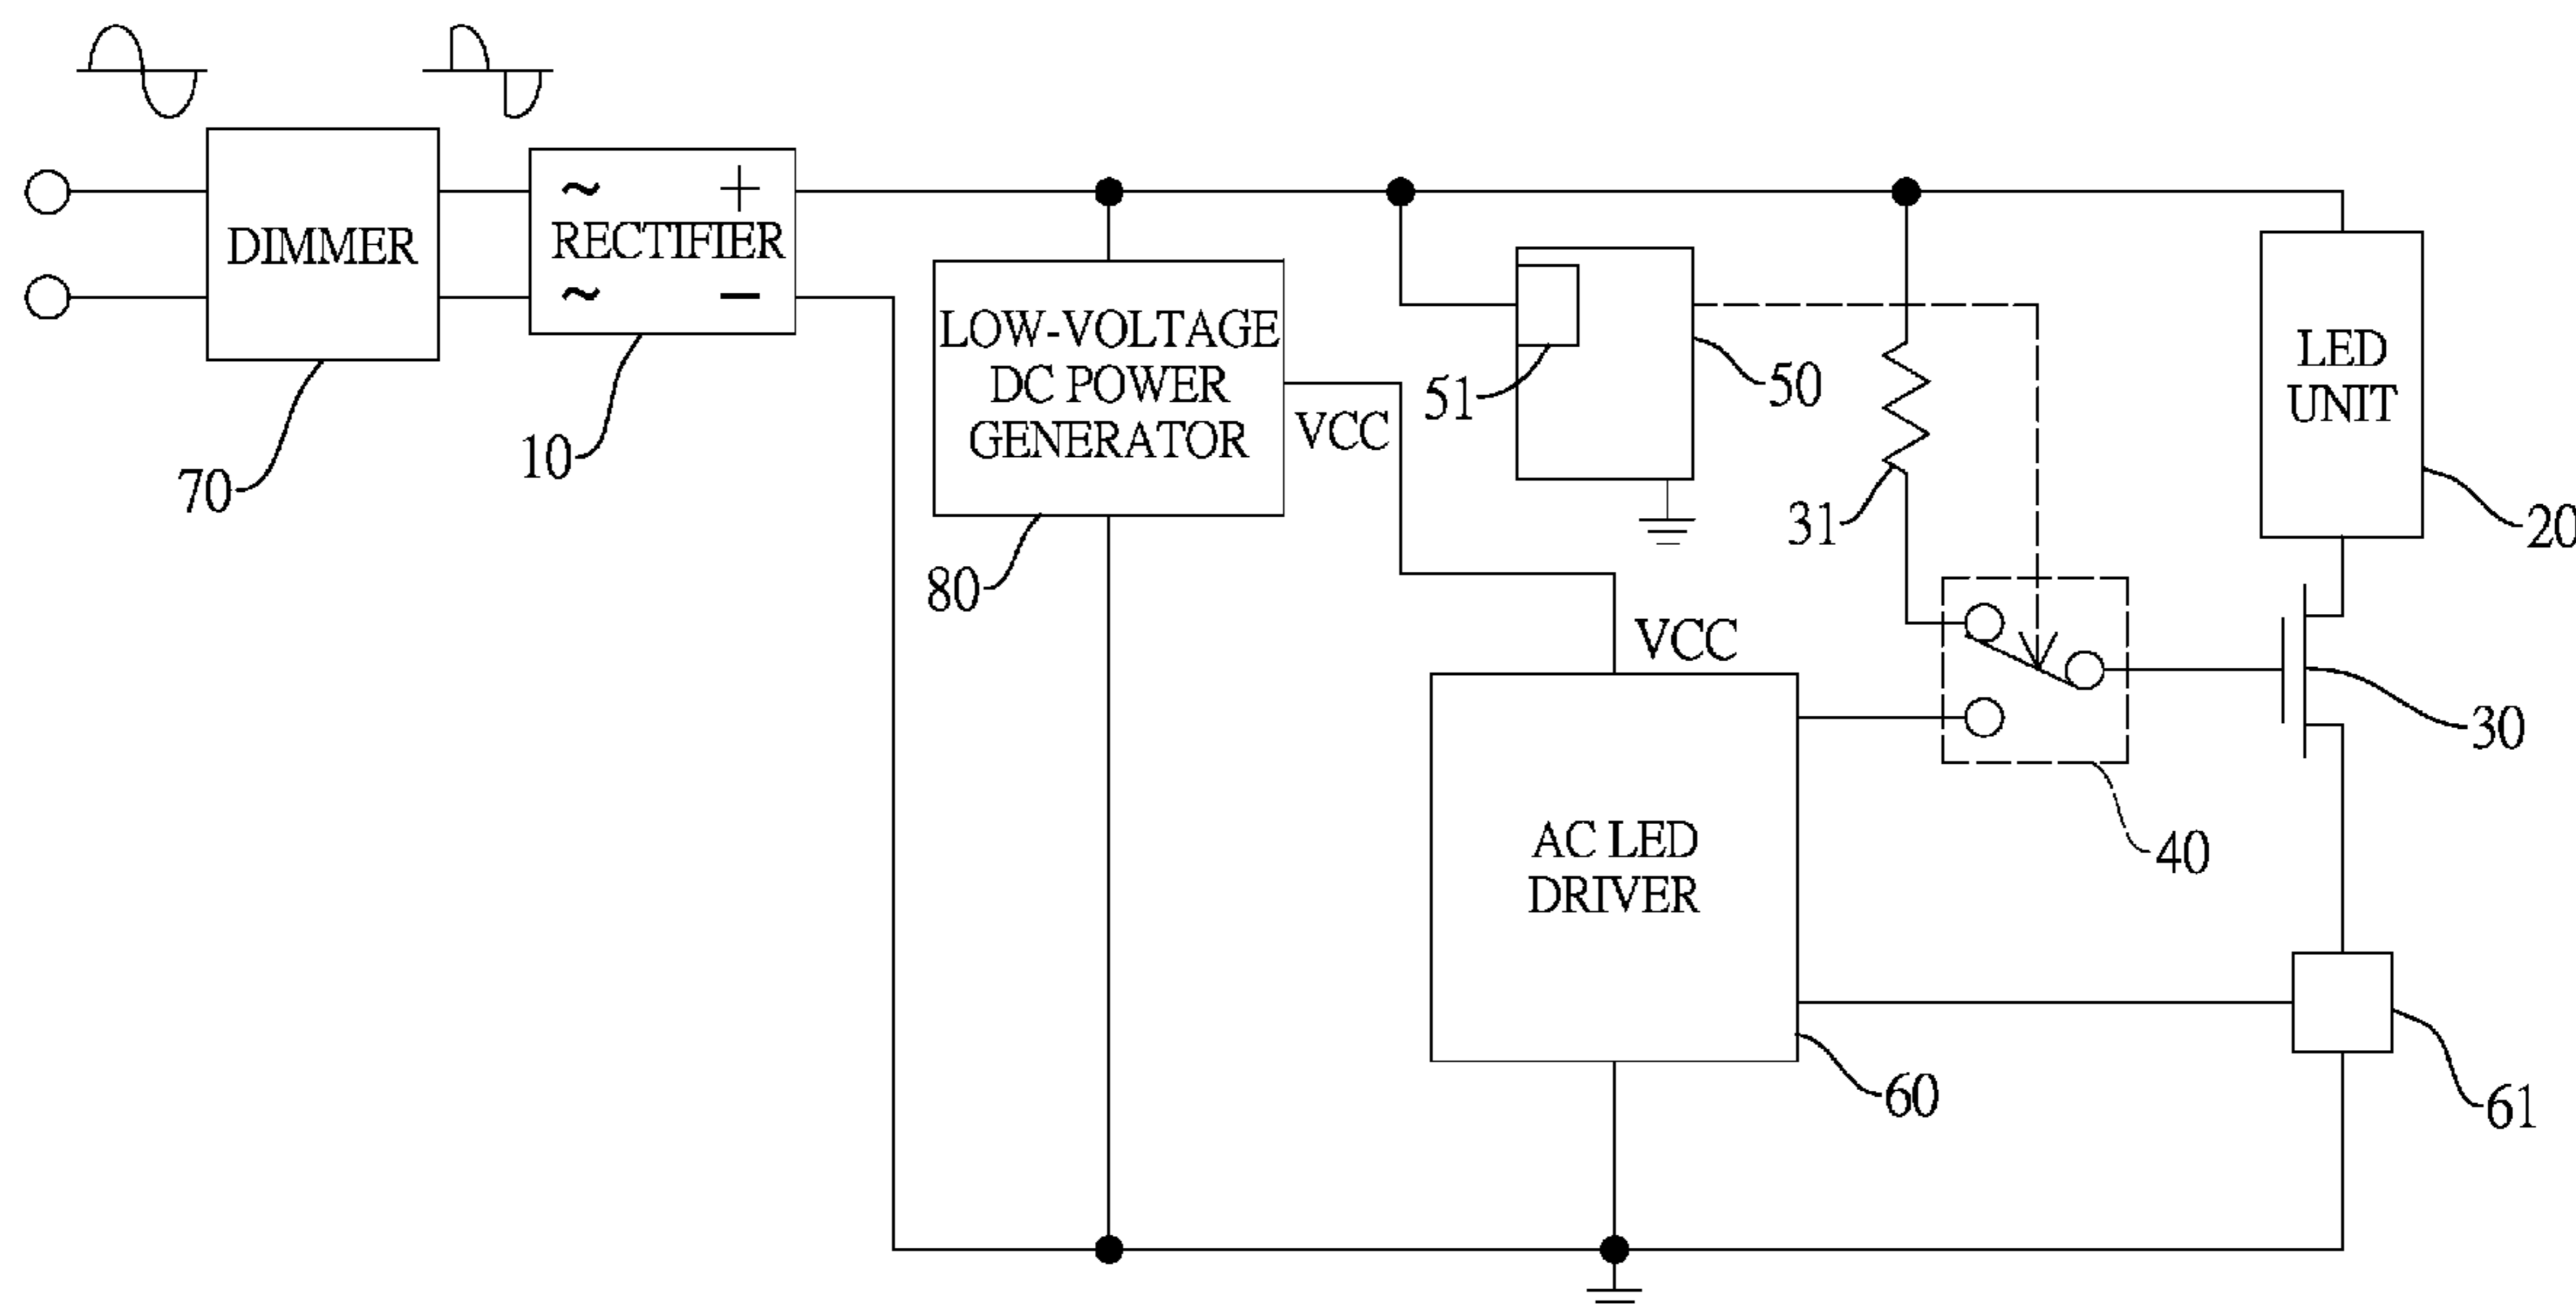 DIMMER
~ +
RECTIFIER
~ −
LOW-VOLTAGE
DC POWER
GENERATOR
VCC
51
50
31
LED
UNIT
20
70
10
80
VCC
30
AC LED
DRIVER
40
60
61